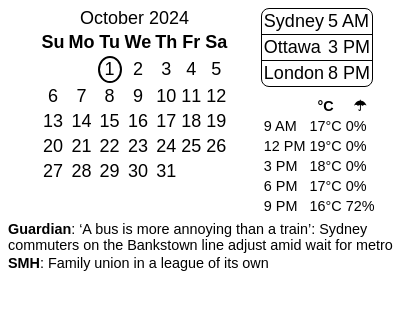 October 2024
Su Mo Tu We Th Fr Sa
1 2 3 4 5
6 7 8 9 10 11 12
13 14 15 16 17 18 19
20 21 22 23 24 25 26
27 28 29 30 31
Sydney 5 AM
Ottawa 3 PM
London 8 PM
°C ☂
9 AM 17°C 0%
12 PM 19°C 0%
3 PM 18°C 0%
6 PM 17°C 0%
9 PM 16°C 72%
Guardian: ‘A bus is more annoying than a train’: Sydney
commuters on the Bankstown line adjust amid wait for metro
SMH: Family union in a league of its own